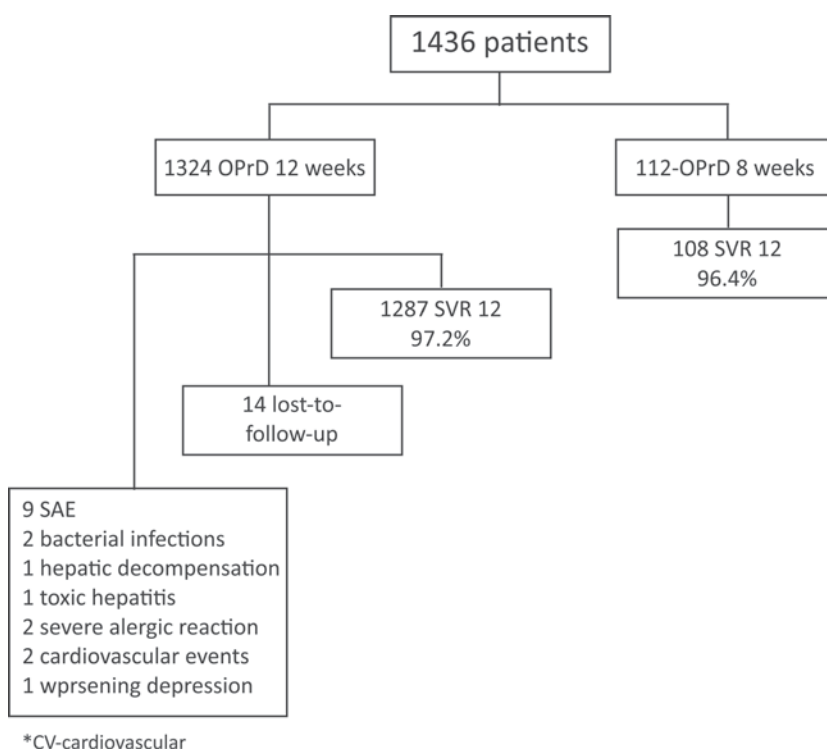 1436 patients
1324 OPrD 12 weeks
112-OPrD 8 weeks
108 SVR 12
96.4%
1287 SVR 12
97.2%
14 lost-to-
follow-up
9 SAE
2 bacterial infections
1 hepatic decompensation
1 toxic hepatitis
2 severe alergic reaction
2 cardiovascular events
1 wprsening depression
*CV-cardiovascular